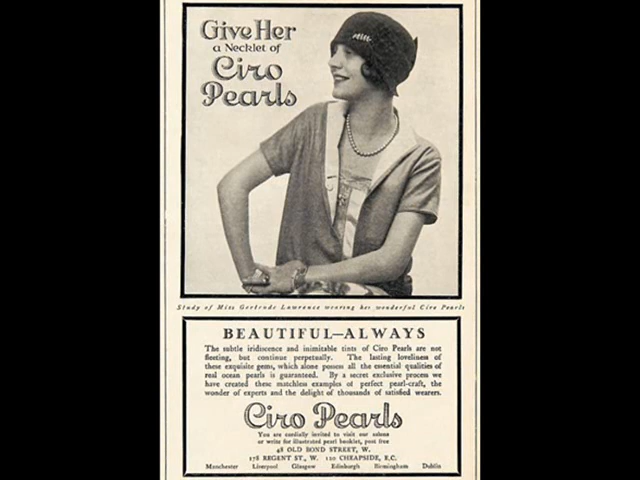 Give Her
a Necklet of
Ciro
Pearls
Study of Miss Gertrude Lawrance wearing her wonderful Ciro Pearls
BEAUTIFUL—ALWAYS
The subtle iridiscence and inimitable tints of Ciro Pearls are not
fleeting, but continue perpetually. The lasting loveliness of
these exquisite gems, which alone possess all the essential qualities of
real ocean pearls is guaranteed. By a secret exclusive process we
have created these matchless examples of perfect pearl-craft, the
wonder of experts and the delight of thousands of satisfied wearers.
Ciro Pearls
You are cordially invited to visit our salons
or write for illustrated pearl booklet, post free
48 OLD BOND STREET, W.
178 REGENT ST., W. 120 CHEAPSIDE, E.C.
Manchester Liverpool Glasgow Edinburgh Birmingham Dublin